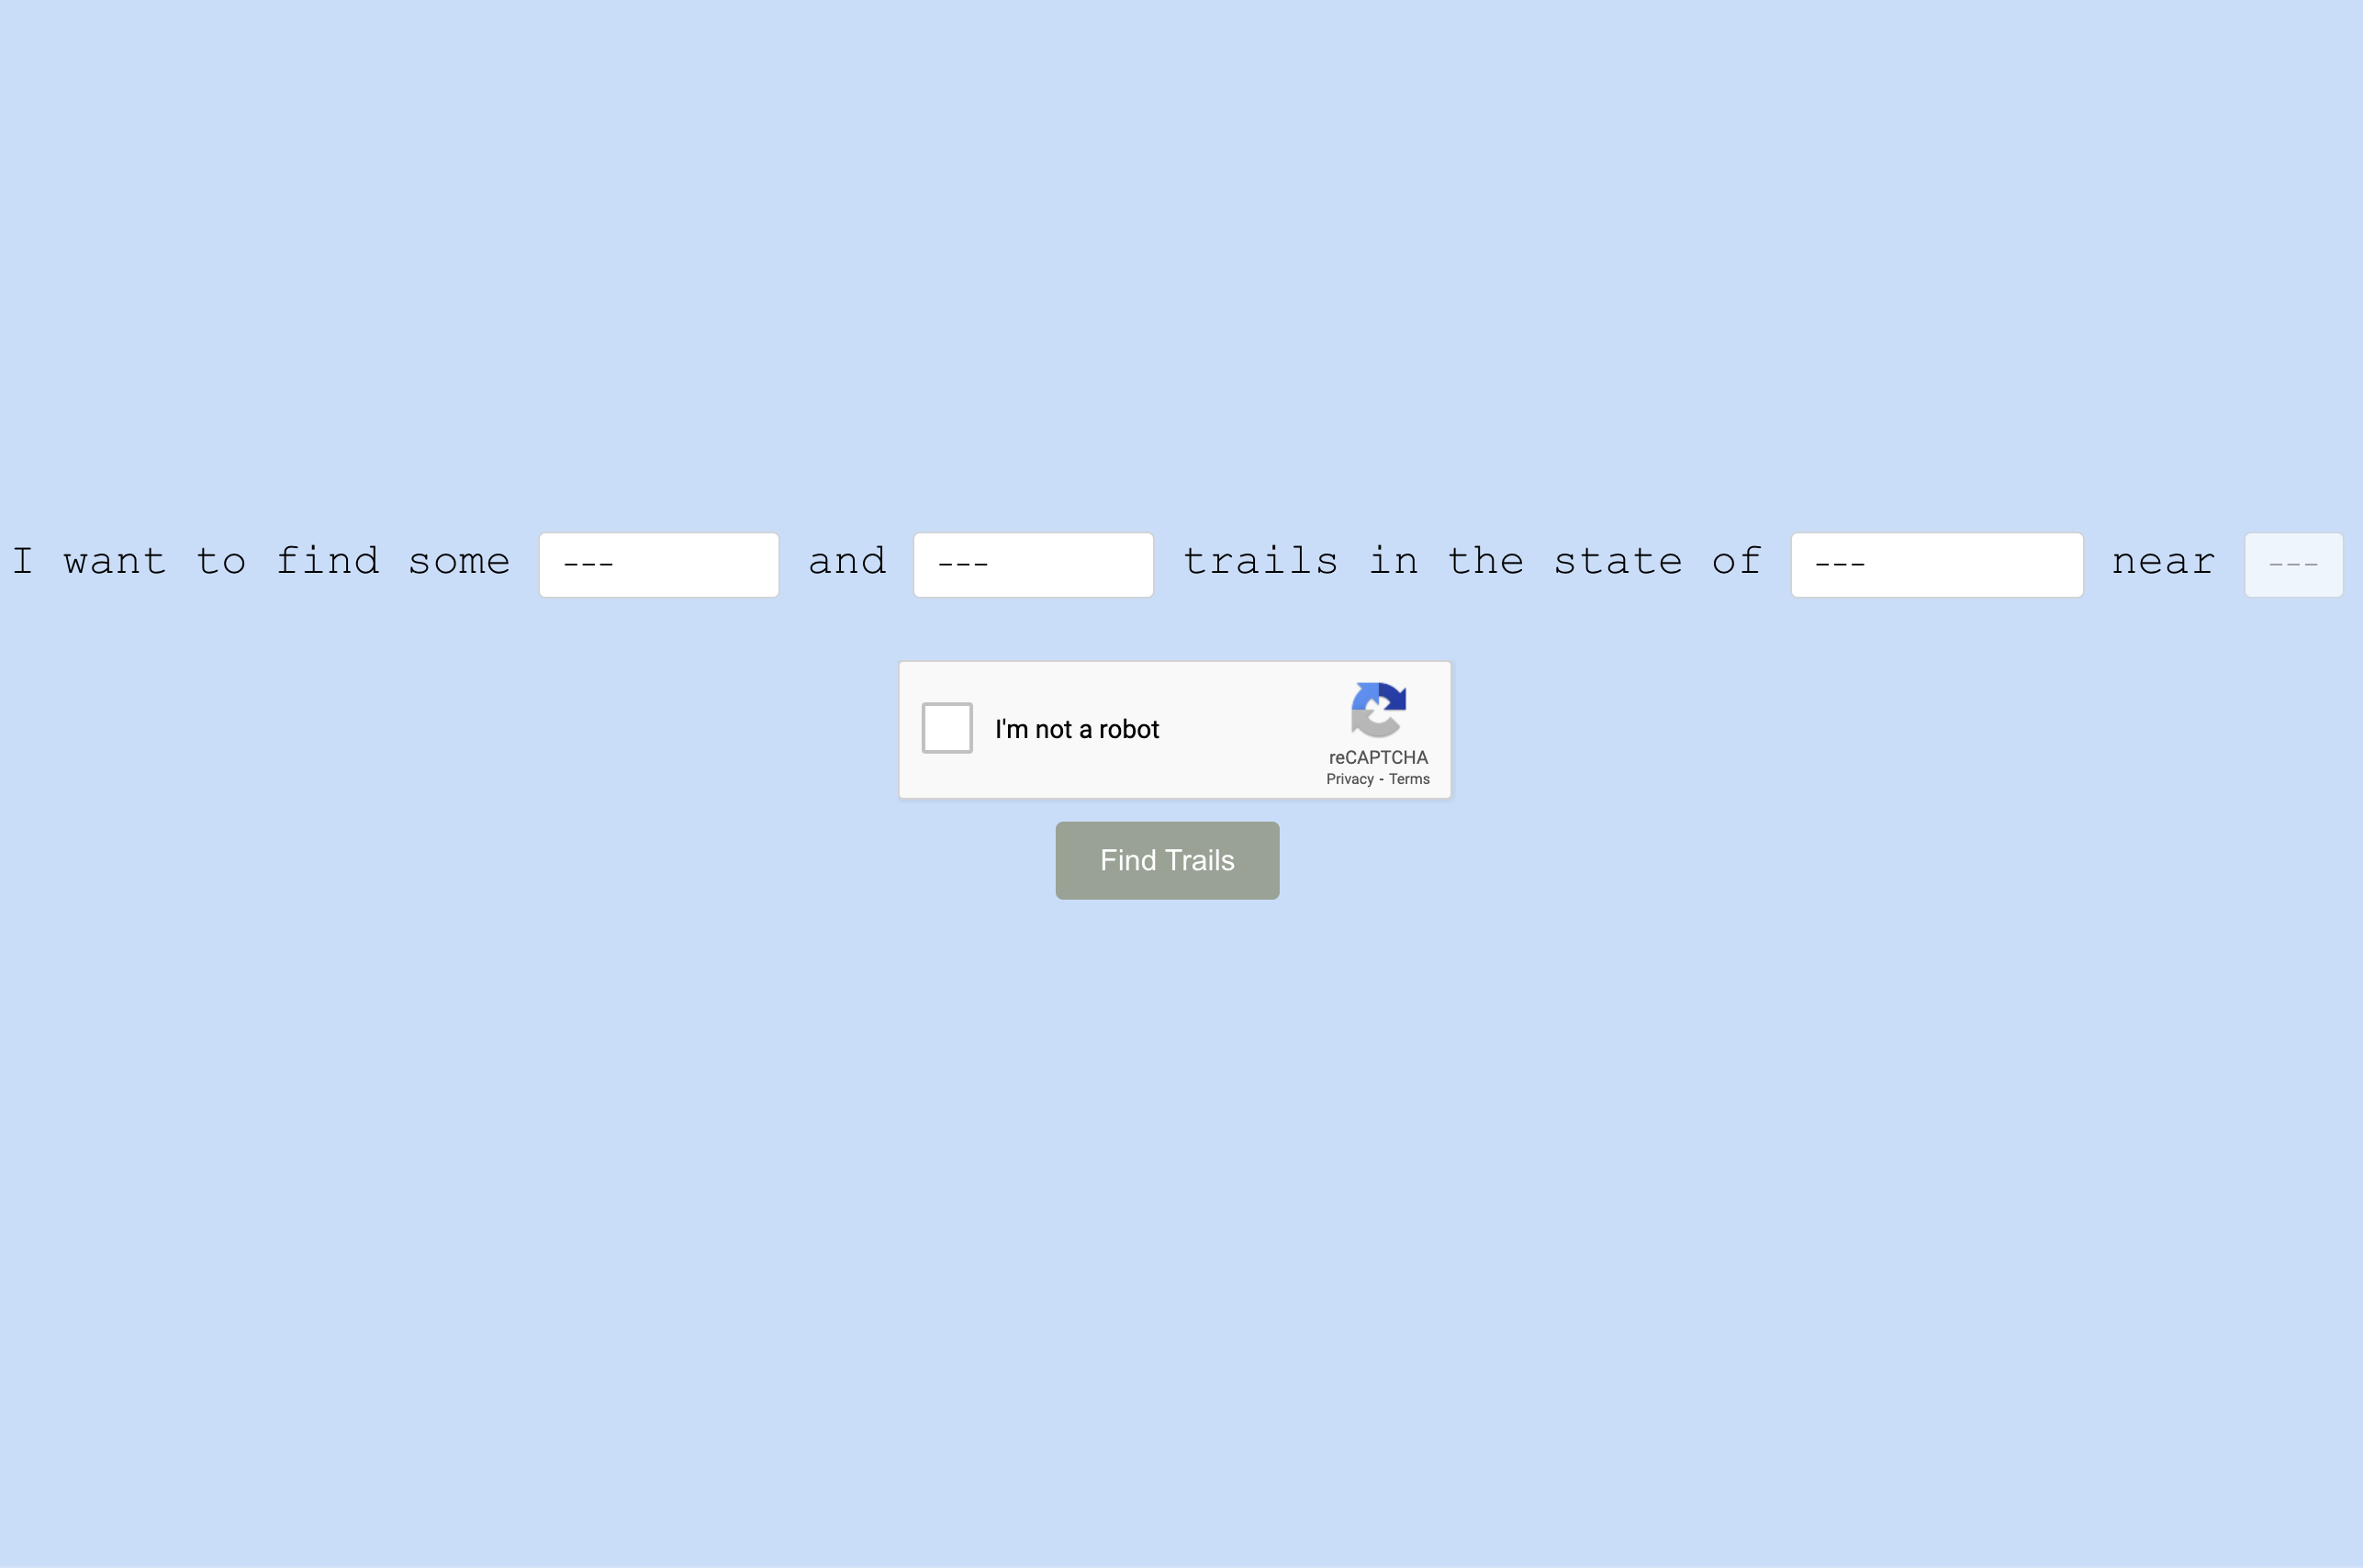 I want to find some --- and --- trails in the state of --- near ---
I'm not a robot
reCAPTCHA
Privacy - Terms
Find Trails